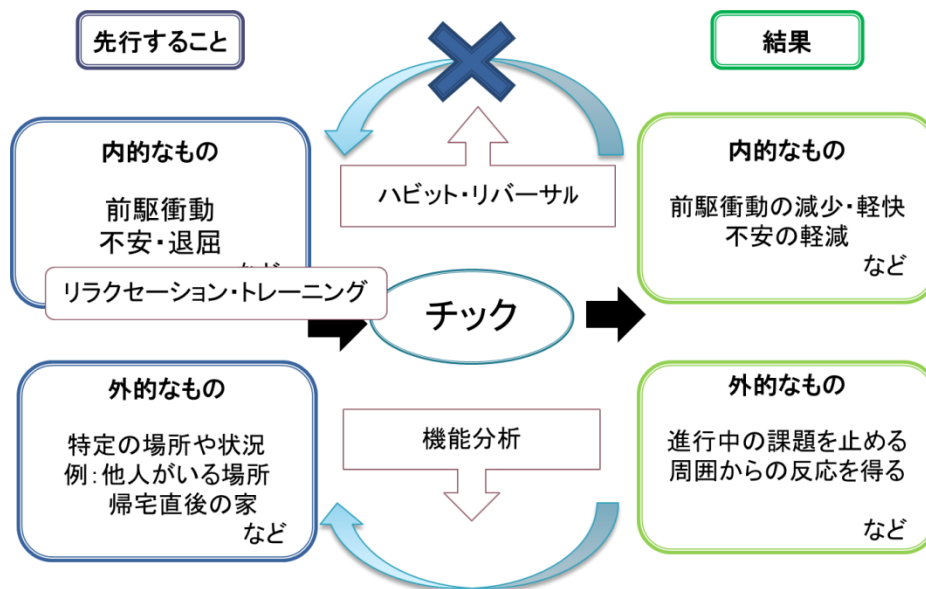 先行すること
結果
内的なもの
前駆衝動
不安・退屈
リラクセーション・トレーニング
外的なもの
特定の場所や状況
例:他人がいる場所
帰宅直後の家
など
ハビット・リバーサル
チック
機能分析
内的なもの
前駆衝動の減少・軽快
不安の軽減
など
外的なもの
進行中の課題を止める
周囲からの反応を得る
など